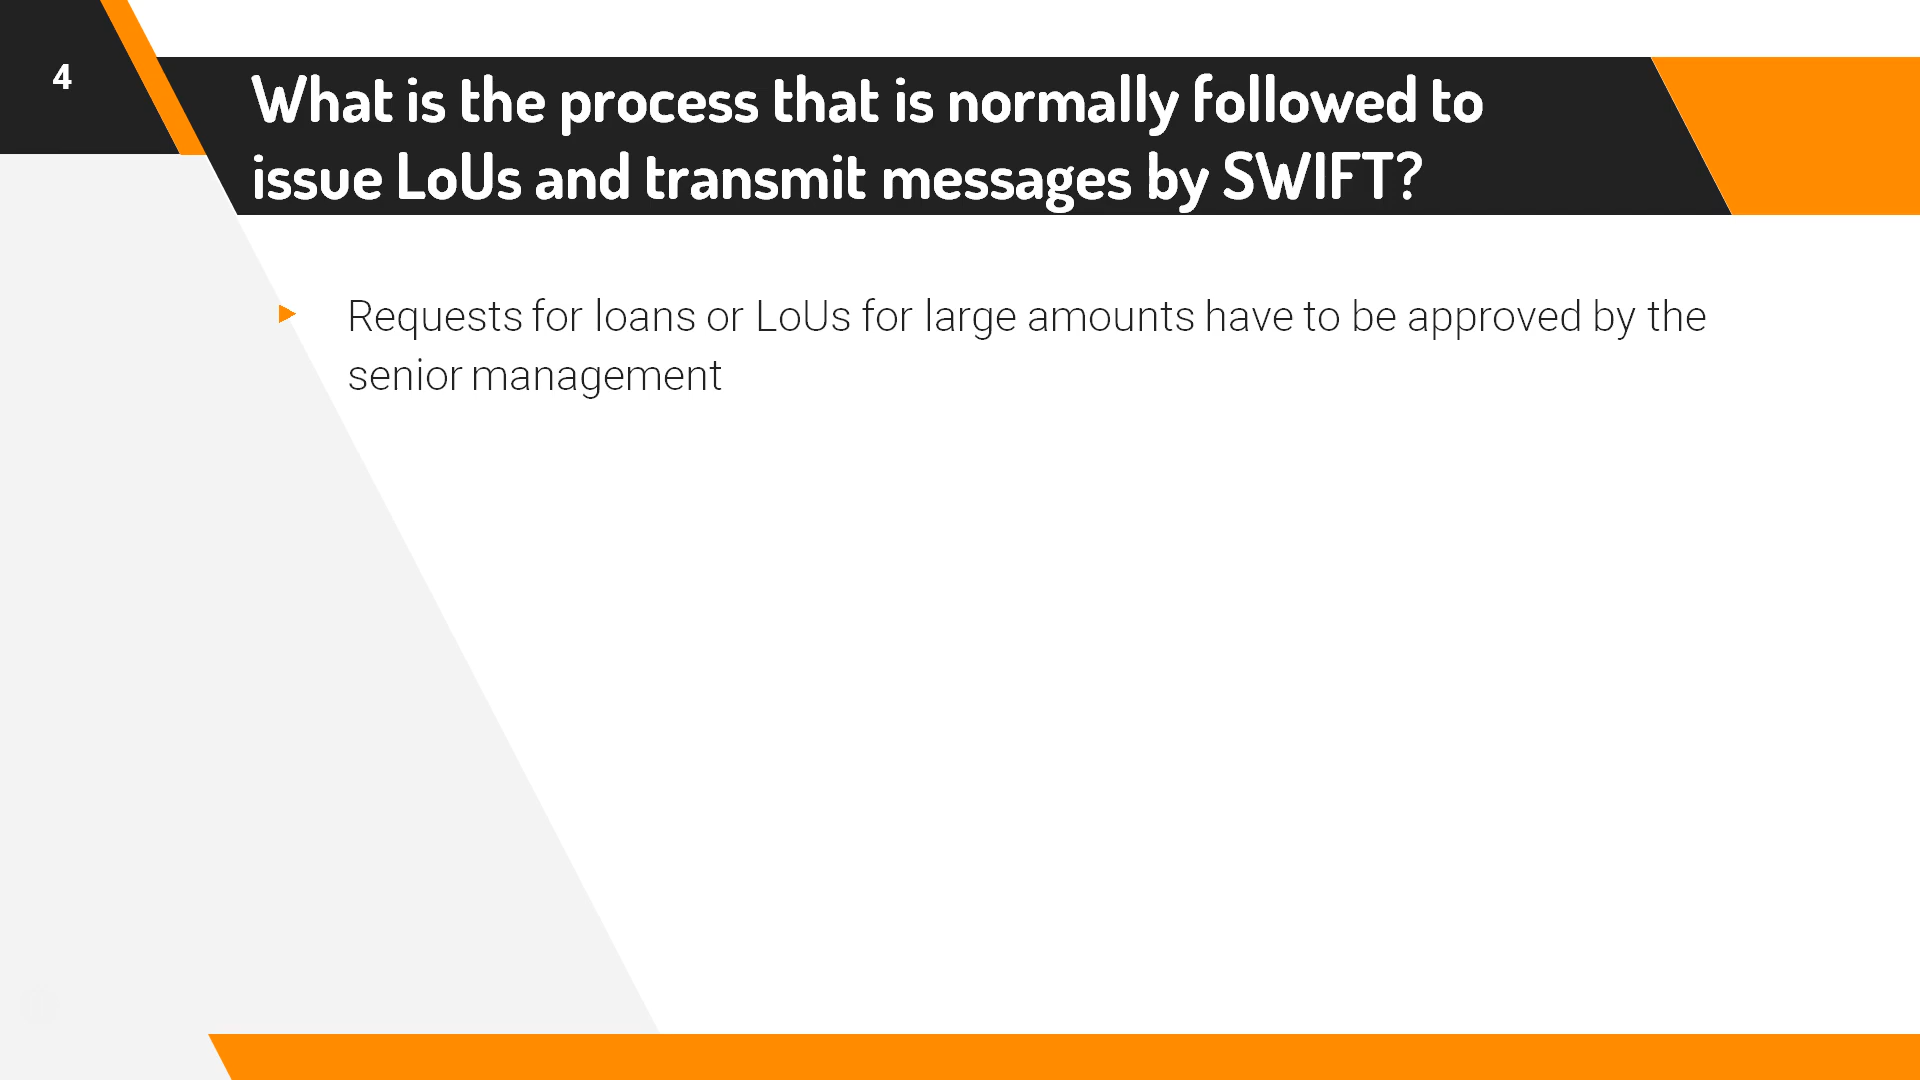 4
What is the process that is normally followed to
issue LoUs and transmit messages by SWIFT?
Requests for loans or LoUs for large amounts have to be approved by the
senior management